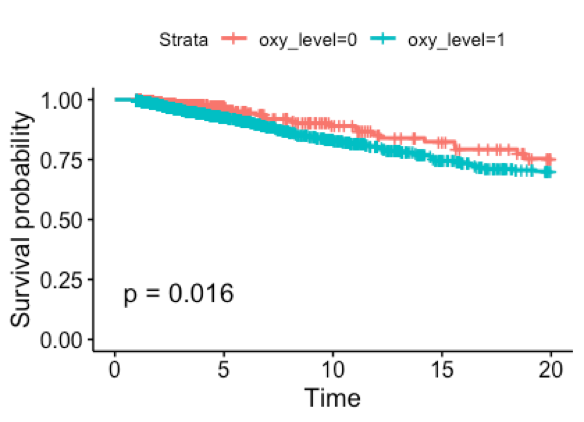 Strata oxy_level=0 oxy_level=1
Survival probability
1.00
0.75
0.50
0.25
0.00
p = 0.016
0 5 10 15 20
Time